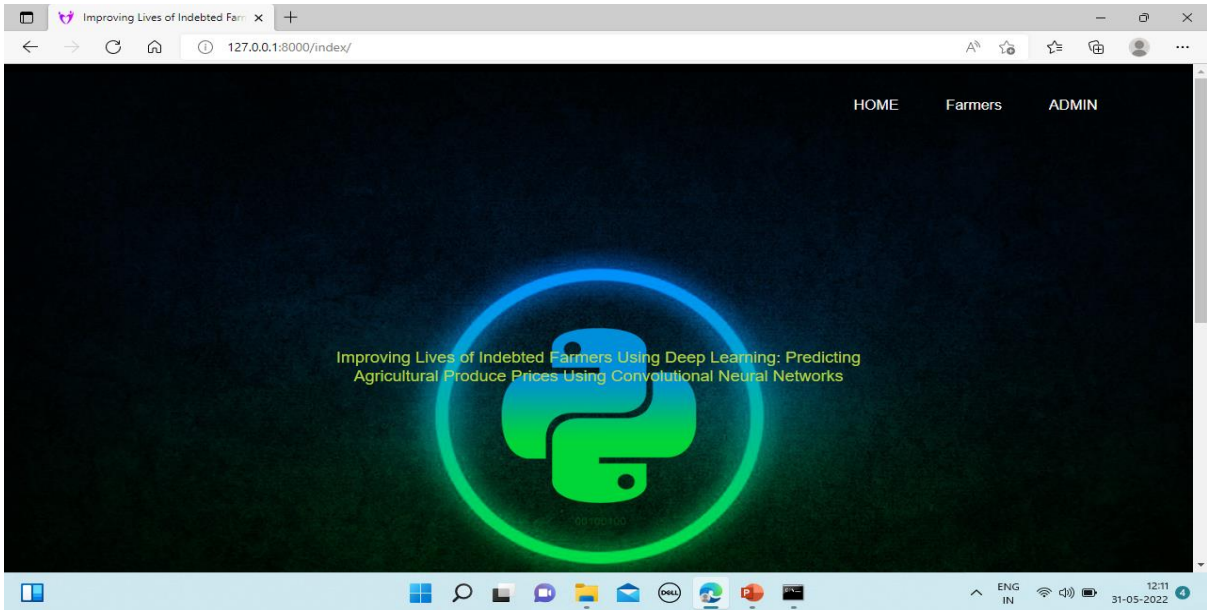 Improving Lives of Indebted Farm
127.0.0.1:8000/index/
HOME Farmers ADMIN
Improving Lives of Indebted Farmers Using Deep Learning: Predicting
Agricultural Produce Prices Using Convolutional Neural Networks
00100100
DELL
ENG
IN
12:11
31-05-2022
4